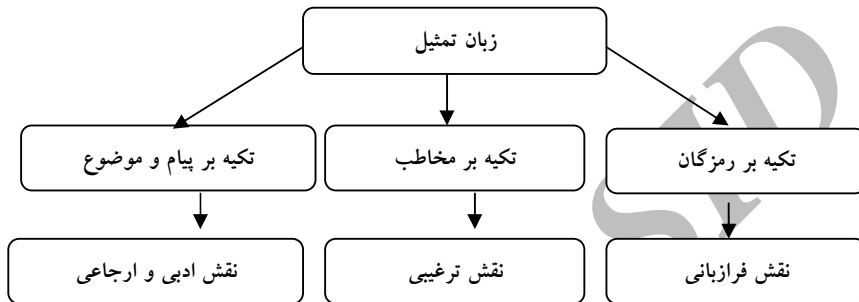 زبان تمثیل
تکیه بر رمزگان
تکیه بر مخاطب
تکیه بر پیام و موضوع
نقش فرازبانی
نقش ترغیبی
نقش ادبی و ارجاعی
SID